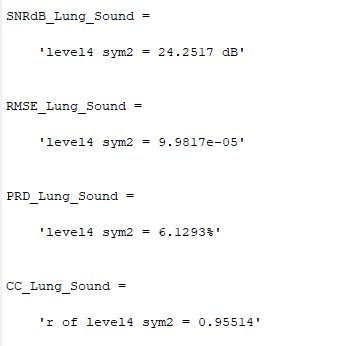 SNRdB_Lung_Sound =
'level4 sym2 = 24.2517 dB'
RMSE_Lung_Sound =
'level4 sym2 = 9.9817e-05'
PRD_Lung_Sound =
'level4 sym2 = 6.1293%'
CC_Lung_Sound =
'r of level4 sym2 = 0.95514'